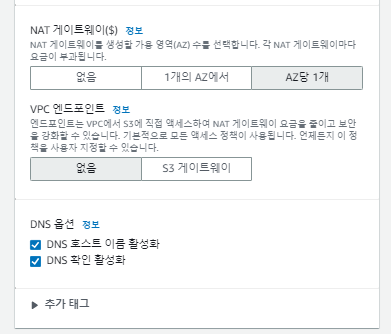 NAT 게이트웨이($) 정보
NAT 게이트웨이를 생성할 가용 영역(AZ) 수를 선택합니다. 각 NAT 게이트웨이마다
요금이 부과됩니다.
없음 1개의 AZ에서 AZ당 1개
VPC 엔드포인트 정보
엔드포인트는 VPC에서 S3에 직접 액세스하여 NAT 게이트웨이 요금을 줄이고 보안
을 강화할 수 있습니다. 기본적으로 모든 액세스 정책이 사용됩니다. 언제든지 이 정
책을 사용자 지정할 수 있습니다.
없음 S3 게이트웨이
DNS 옵션 정보
DNS 호스트 이름 활성화
DNS 확인 활성화
추가 태그